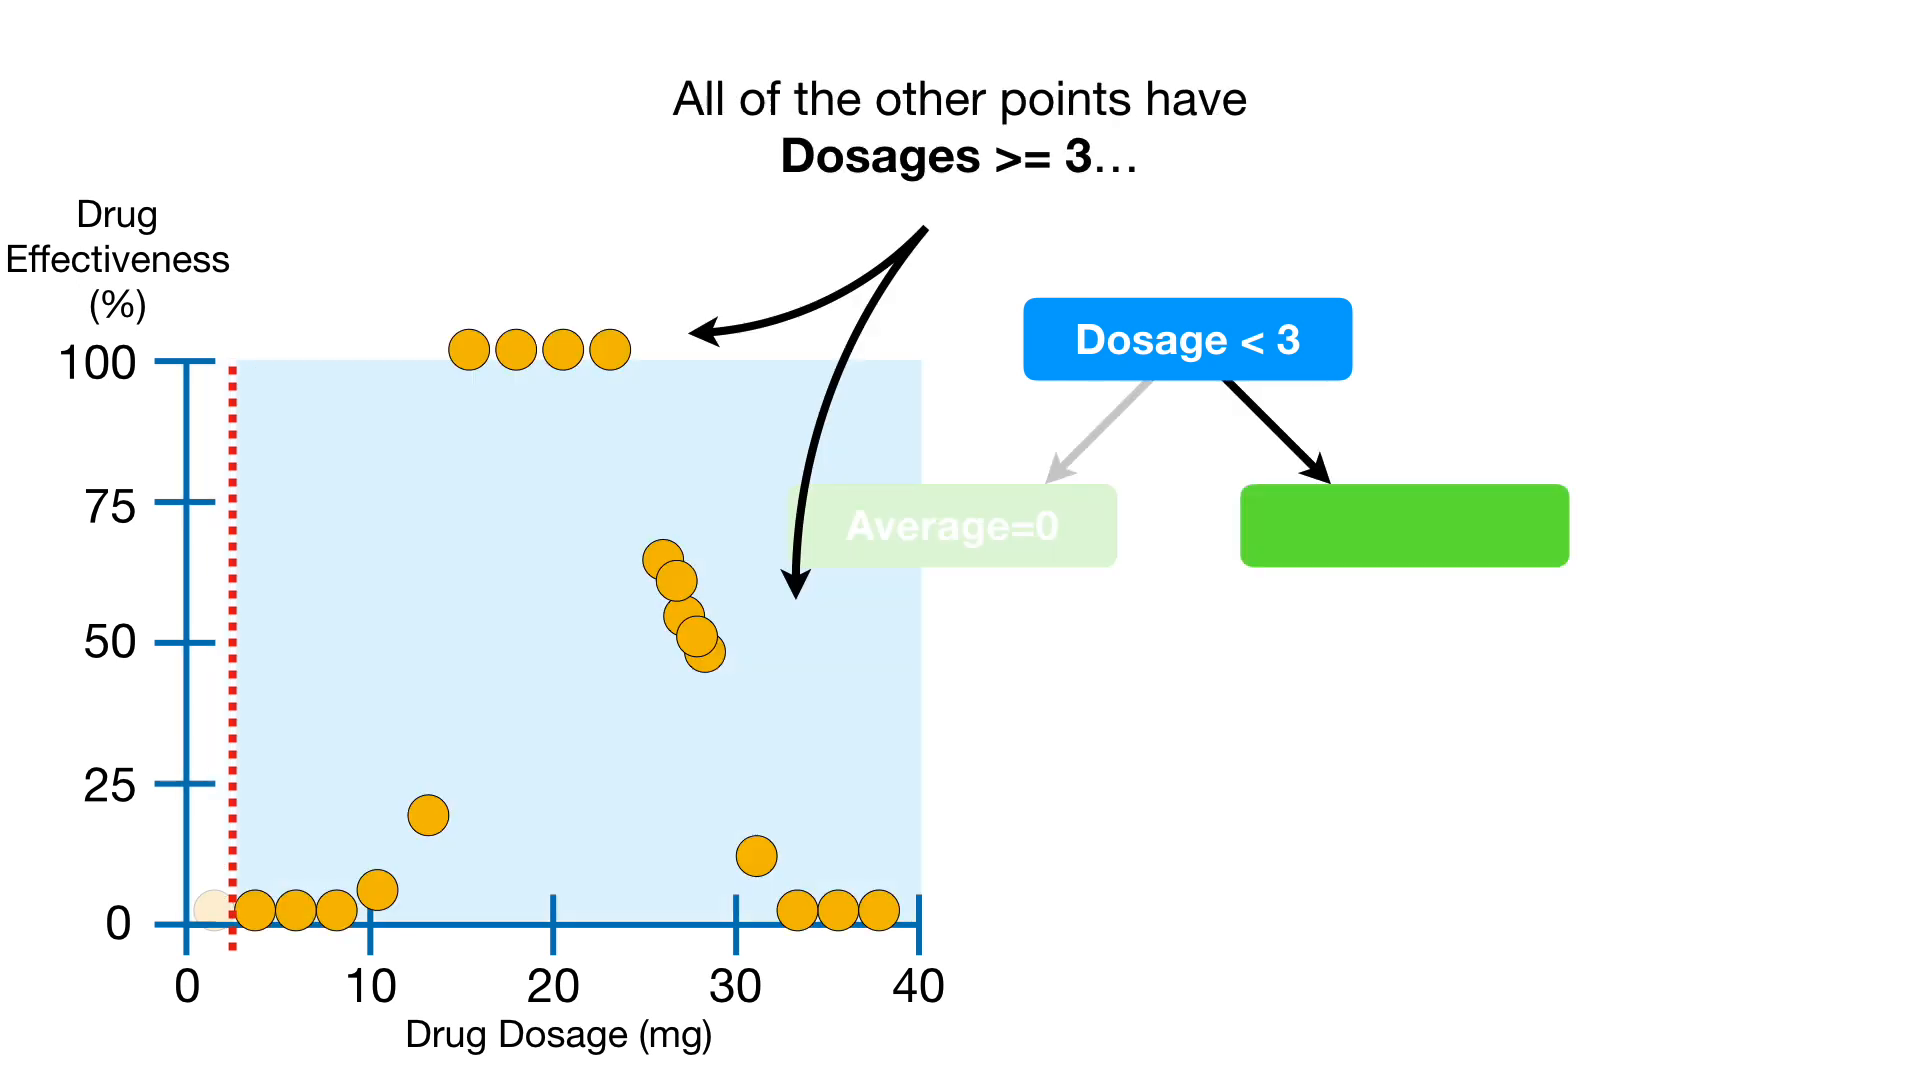 All of the other points have
Dosages >= 3…
Drug
Effectiveness
(%)
100
75
50
25
0
0 10 20 30 40
Drug Dosage (mg)
Dosage < 3
Average=0